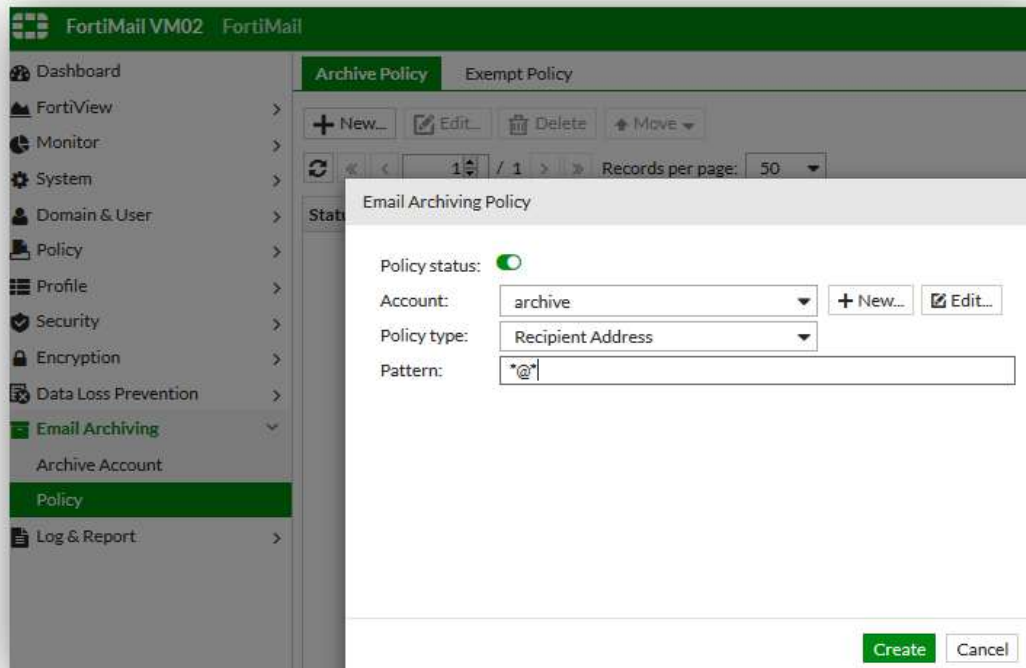 FortiMail VM02 FortiMail
Dashboard
FortiView
Monitor
System
Domain & User
Policy
Profile
Security
Encryption
Data Loss Prevention
Email Archiving
Archive Account
Policy
Log & Report
Archive Policy Exempt Policy
New... Edit... Delete Move
1 / 1 Records per page: 50
Email Archiving Policy
Policy status:
Account: archive New... Edit...
Policy type: Recipient Address
Pattern: *@*
Create Cancel